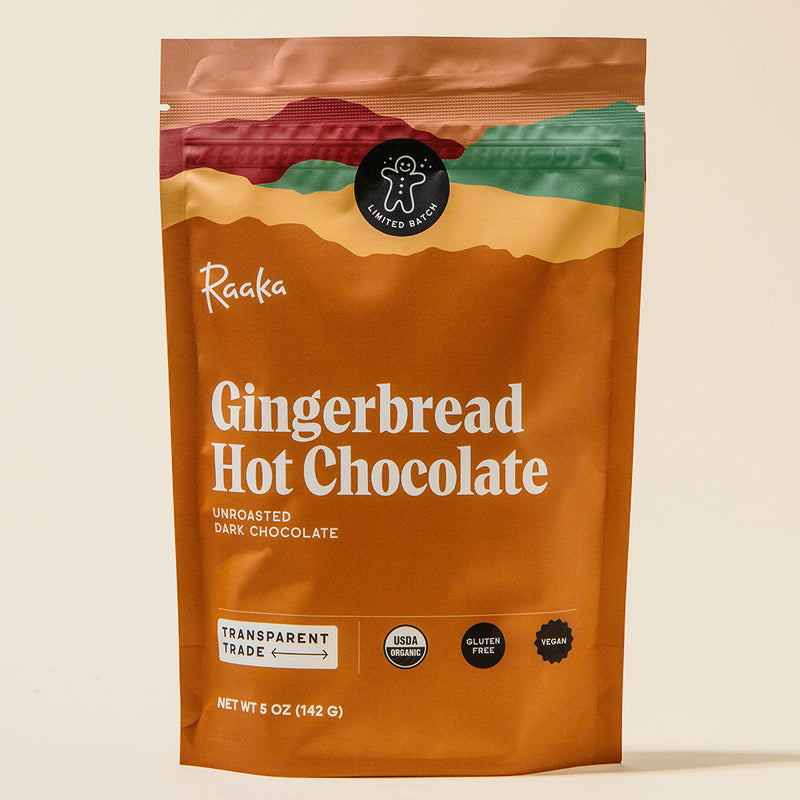 LIMITED BATCH
Raaka
Gingerbread
Hot Chocolate
UNROASTED
DARK CHOCOLATE
TRANSPARENT
TRADE
USDA
ORGANIC
GLUTEN
FREE
VEGAN
NET WT 5 OZ (142 G)